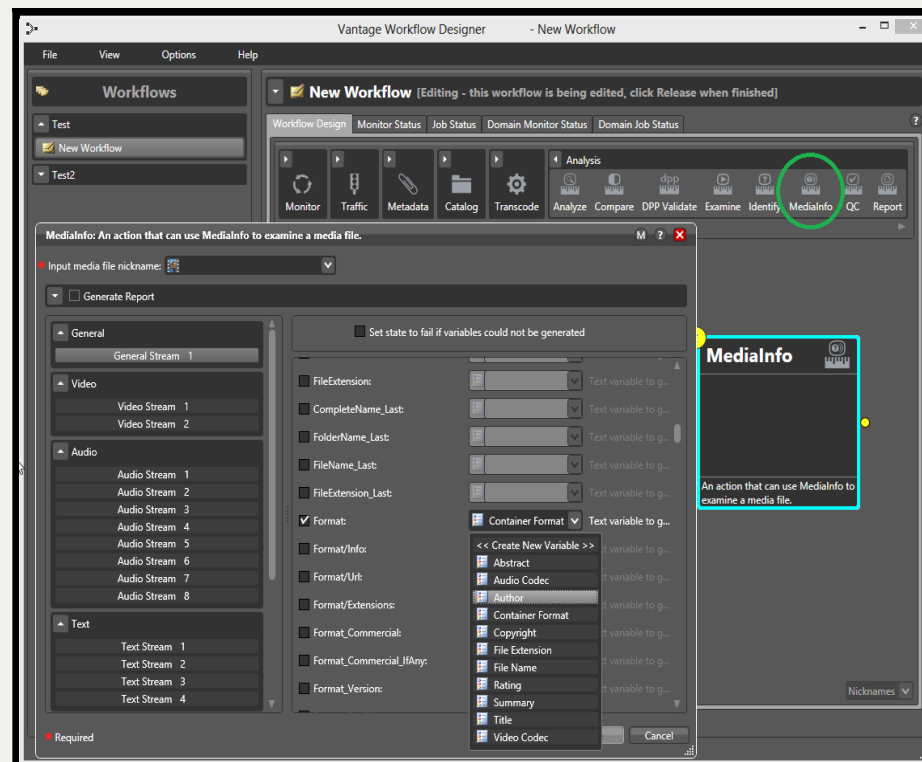 Vantage Workflow Designer - New Workflow
File View Options Help
Workflows
Test
New Workflow
Test2
New Workflow [Editing - this workflow is being edited, click Release when finished]
Workflow Design Monitor Status Job Status Domain Monitor Status Domain Job Status
?
Analysis
dpp
Monitor Traffic Metadata Catalog Transcode Analyze Compare DPP Validate Examine Identify MediaInfo QC Report
MediaInfo: An action that can use MediaInfo to examine a media file. M ?
* Input media file nickname:
Generate Report
General
General Stream 1
Video
Video Stream 1
Video Stream 2
Audio
Audio Stream 1
Audio Stream 2
Audio Stream 3
Audio Stream 4
Audio Stream 5
Audio Stream 6
Audio Stream 7
Audio Stream 8
Text
Text Stream 1
Text Stream 2
Text Stream 3
Text Stream 4
Set state to fail if variables could not be generated
FileExtension: Text variable to g...
CompleteName_Last: Text variable to g...
FolderName_Last: Text variable to g...
FileName_Last: Text variable to g...
FileExtension_Last: Text variable to g...
Format: Container Format Text variable to g...
Format/Info:
Format/Url:
Format/Extensions:
Format_Commercial:
Format_Commercial_IfAny:
Format_Version:
<< Create New Variable >>
Abstract
Audio Codec
Author
Container Format
Copyright
File Extension
File Name
Rating
Summary
Title
Video Codec
* Required
Cancel
MediaInfo
An action that can use MediaInfo to
examine a media file.
Nicknames